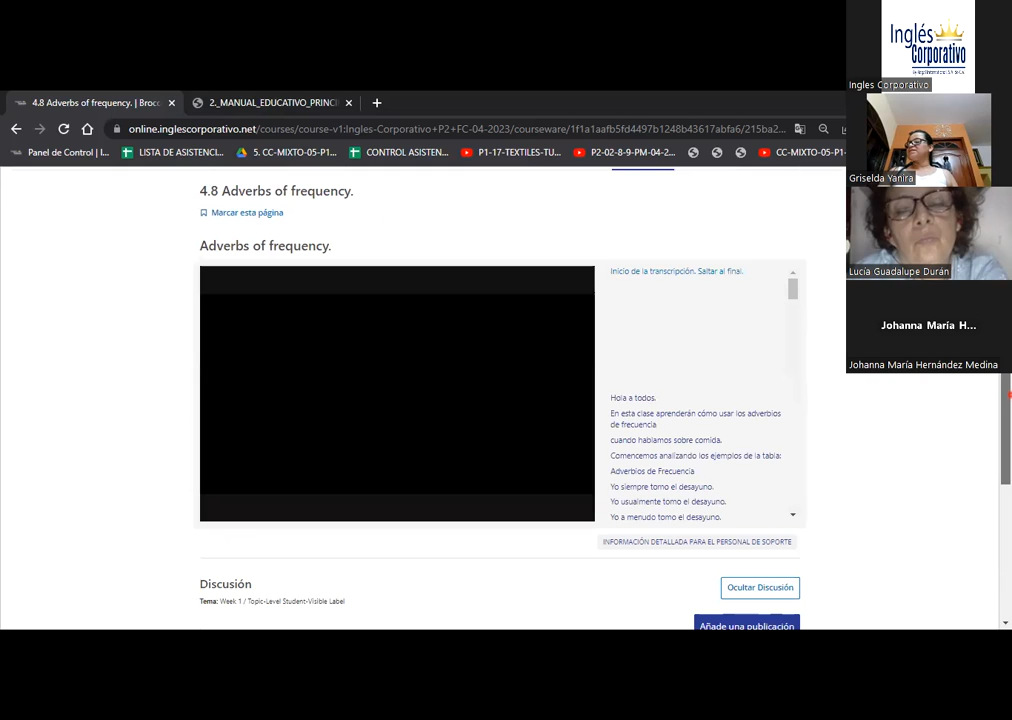 Inglés
Corporativo
Ingles Corporativo
4.8 Adverbs of frequency. | Brocc
2._MANUAL_EDUCATIVO_PRINCI
online.inglescorporativo.net/courses/course-v1:Ingles-Corporativo+P2+FC-04-2023/courseware/1f1a1aafb5fd4497b1248b43617abfa6/215ba2...
Panel de Control | I...
LISTA DE ASISTENCI...
5. CC-MIXTO-05-P1...
CONTROL ASISTEN...
P1-17-TEXTILES-TU...
P2-02-8-9-PM-04-2...
CC-MIXTO-05-P1-
Griselda Yanira
4.8 Adverbs of frequency.
Marcar esta página
Adverbs of frequency.
Inicio de la transcripción. Saltar al final.
Lucía Guadalupe Durán
Johanna María H...
Johanna María Hernández Medina
Hola a todos.
En esta clase aprenderán cómo usar los adverbios
de frecuencia
cuando hablamos sobre comida.
Comencemos analizando los ejemplos de la tabla:
Adverbios de Frecuencia
Yo siempre tomo el desayuno.
Yo usualmente tomo el desayuno.
Yo a menudo tomo el desayuno.
INFORMACIÓN DETALLADA PARA EL PERSONAL DE SOPORTE
Discusión
Ocultar Discusión
Tema: Week 1 / Topic-Level Student-Visible Label
Añade una publicación